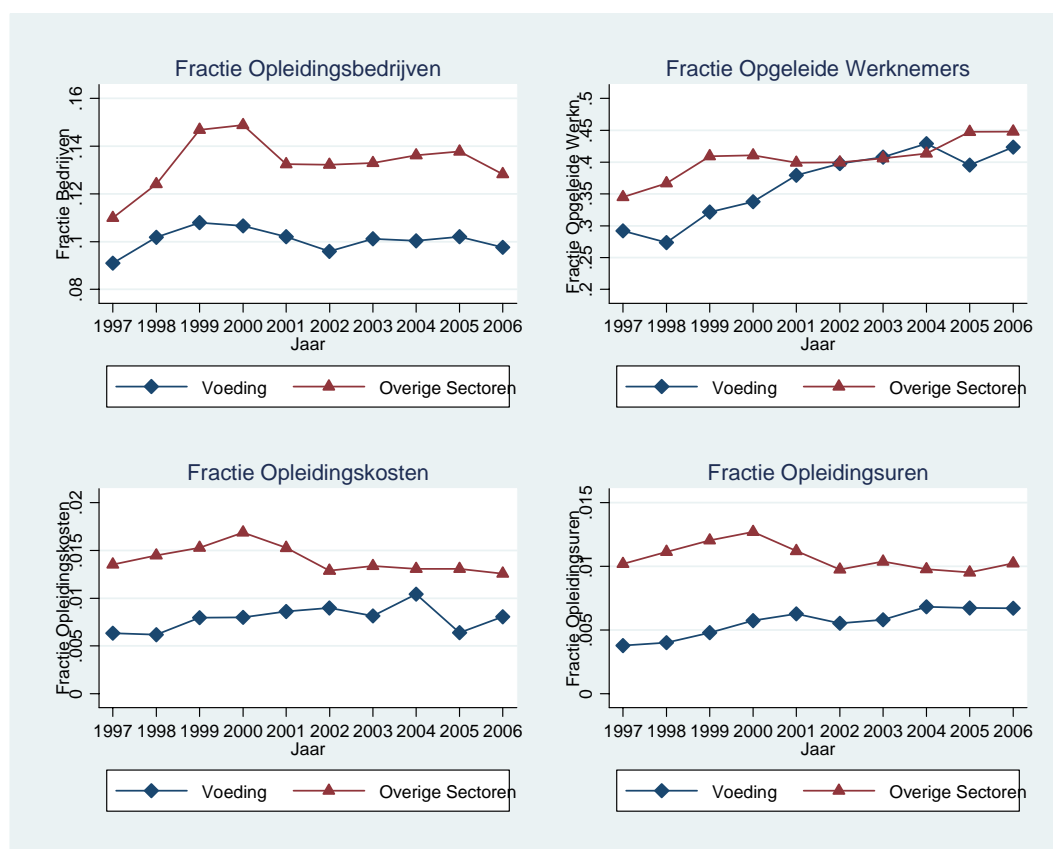 Fractie Opleidingsbedrijven
Fractie Bedrijven
.16
.14
.12
.1
.08
1997 1998 1999 2000 2001 2002 2003 2004 2005 2006
Jaar
Voeding Overige Sectoren
Fractie Opgeleide Werknemers
Fractie Opgeleide Werkn.
.5
.45
.4
.35
.3
.25
.2
1997 1998 1999 2000 2001 2002 2003 2004 2005 2006
Jaar
Voeding Overige Sectoren
Fractie Opleidingskosten
Fractie Opleidingskosten
.02
.015
.01
.005
0
1997 1998 1999 2000 2001 2002 2003 2004 2005 2006
Jaar
Voeding Overige Sectoren
Fractie Opleidingsuren
Fractie Opleidingsuren
.015
.01
.005
0
1997 1998 1999 2000 2001 2002 2003 2004 2005 2006
Jaar
Voeding Overige Sectoren